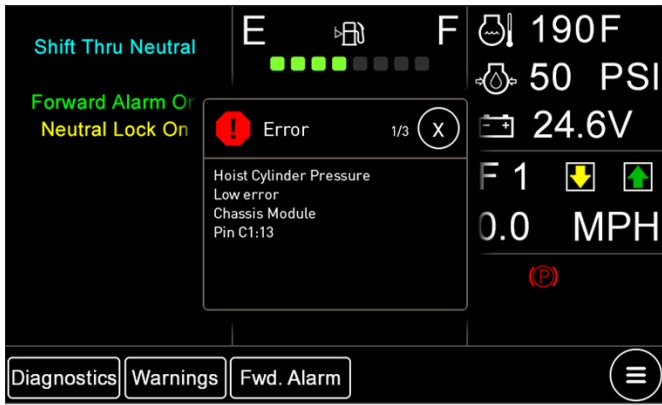 Shift Thru Neutral
Forward Alarm On
Neutral Lock On
E F
190F
50 PSI
24.6V
F 1
0.0 MPH
(P)
Error 1/3 X
Hoist Cylinder Pressure
Low error
Chassis Module
Pin C1:13
Diagnostics Warnings Fwd. Alarm